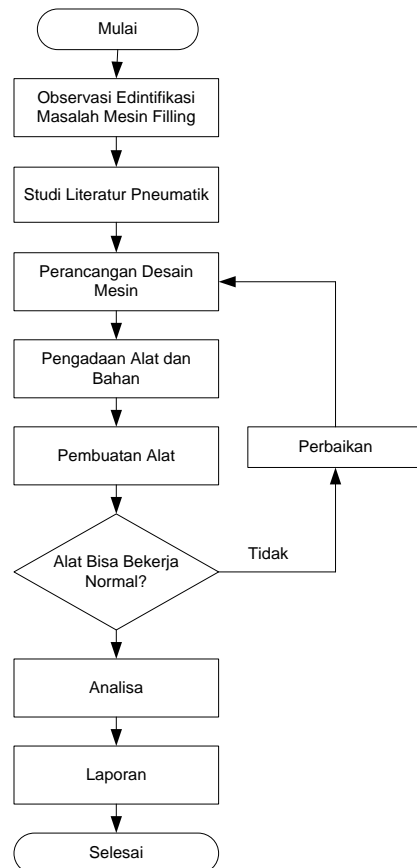 Mulai
Observasi Edintifikasi
Masalah Mesin Filling
Studi Literatur Pneumatik
Perancangan Desain
Mesin
Pengadaan Alat dan
Bahan
Pembuatan Alat
Perbaikan
Alat Bisa Bekerja
Normal?
Tidak
Analisa
Laporan
Selesai